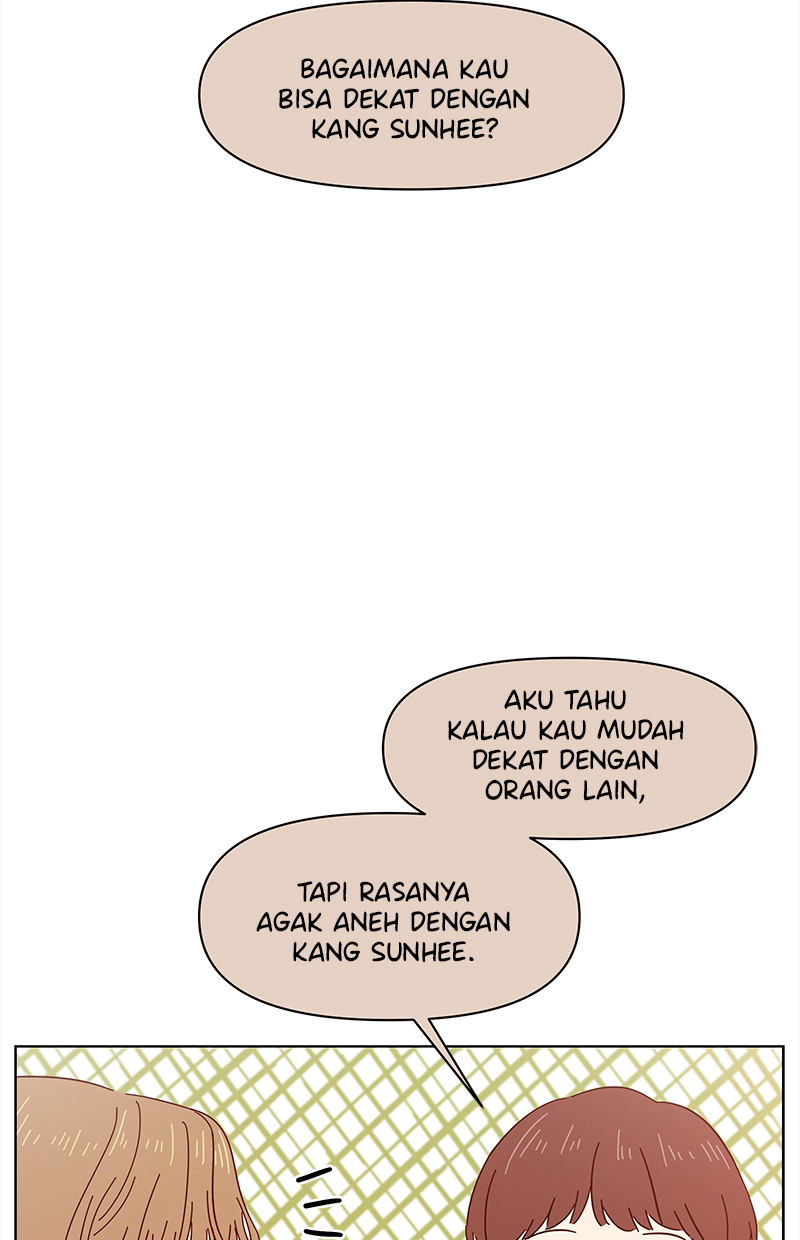 BAGAIMANA KAU
BISA DEKAT DENGAN
KANG SUNHEE?
AKU TAHU
KALAU KAU MUDAH
DEKAT DENGAN
ORANG LAIN,
TAPI RASANYA
AGAK ANEH DENGAN
KANG SUNHEE.